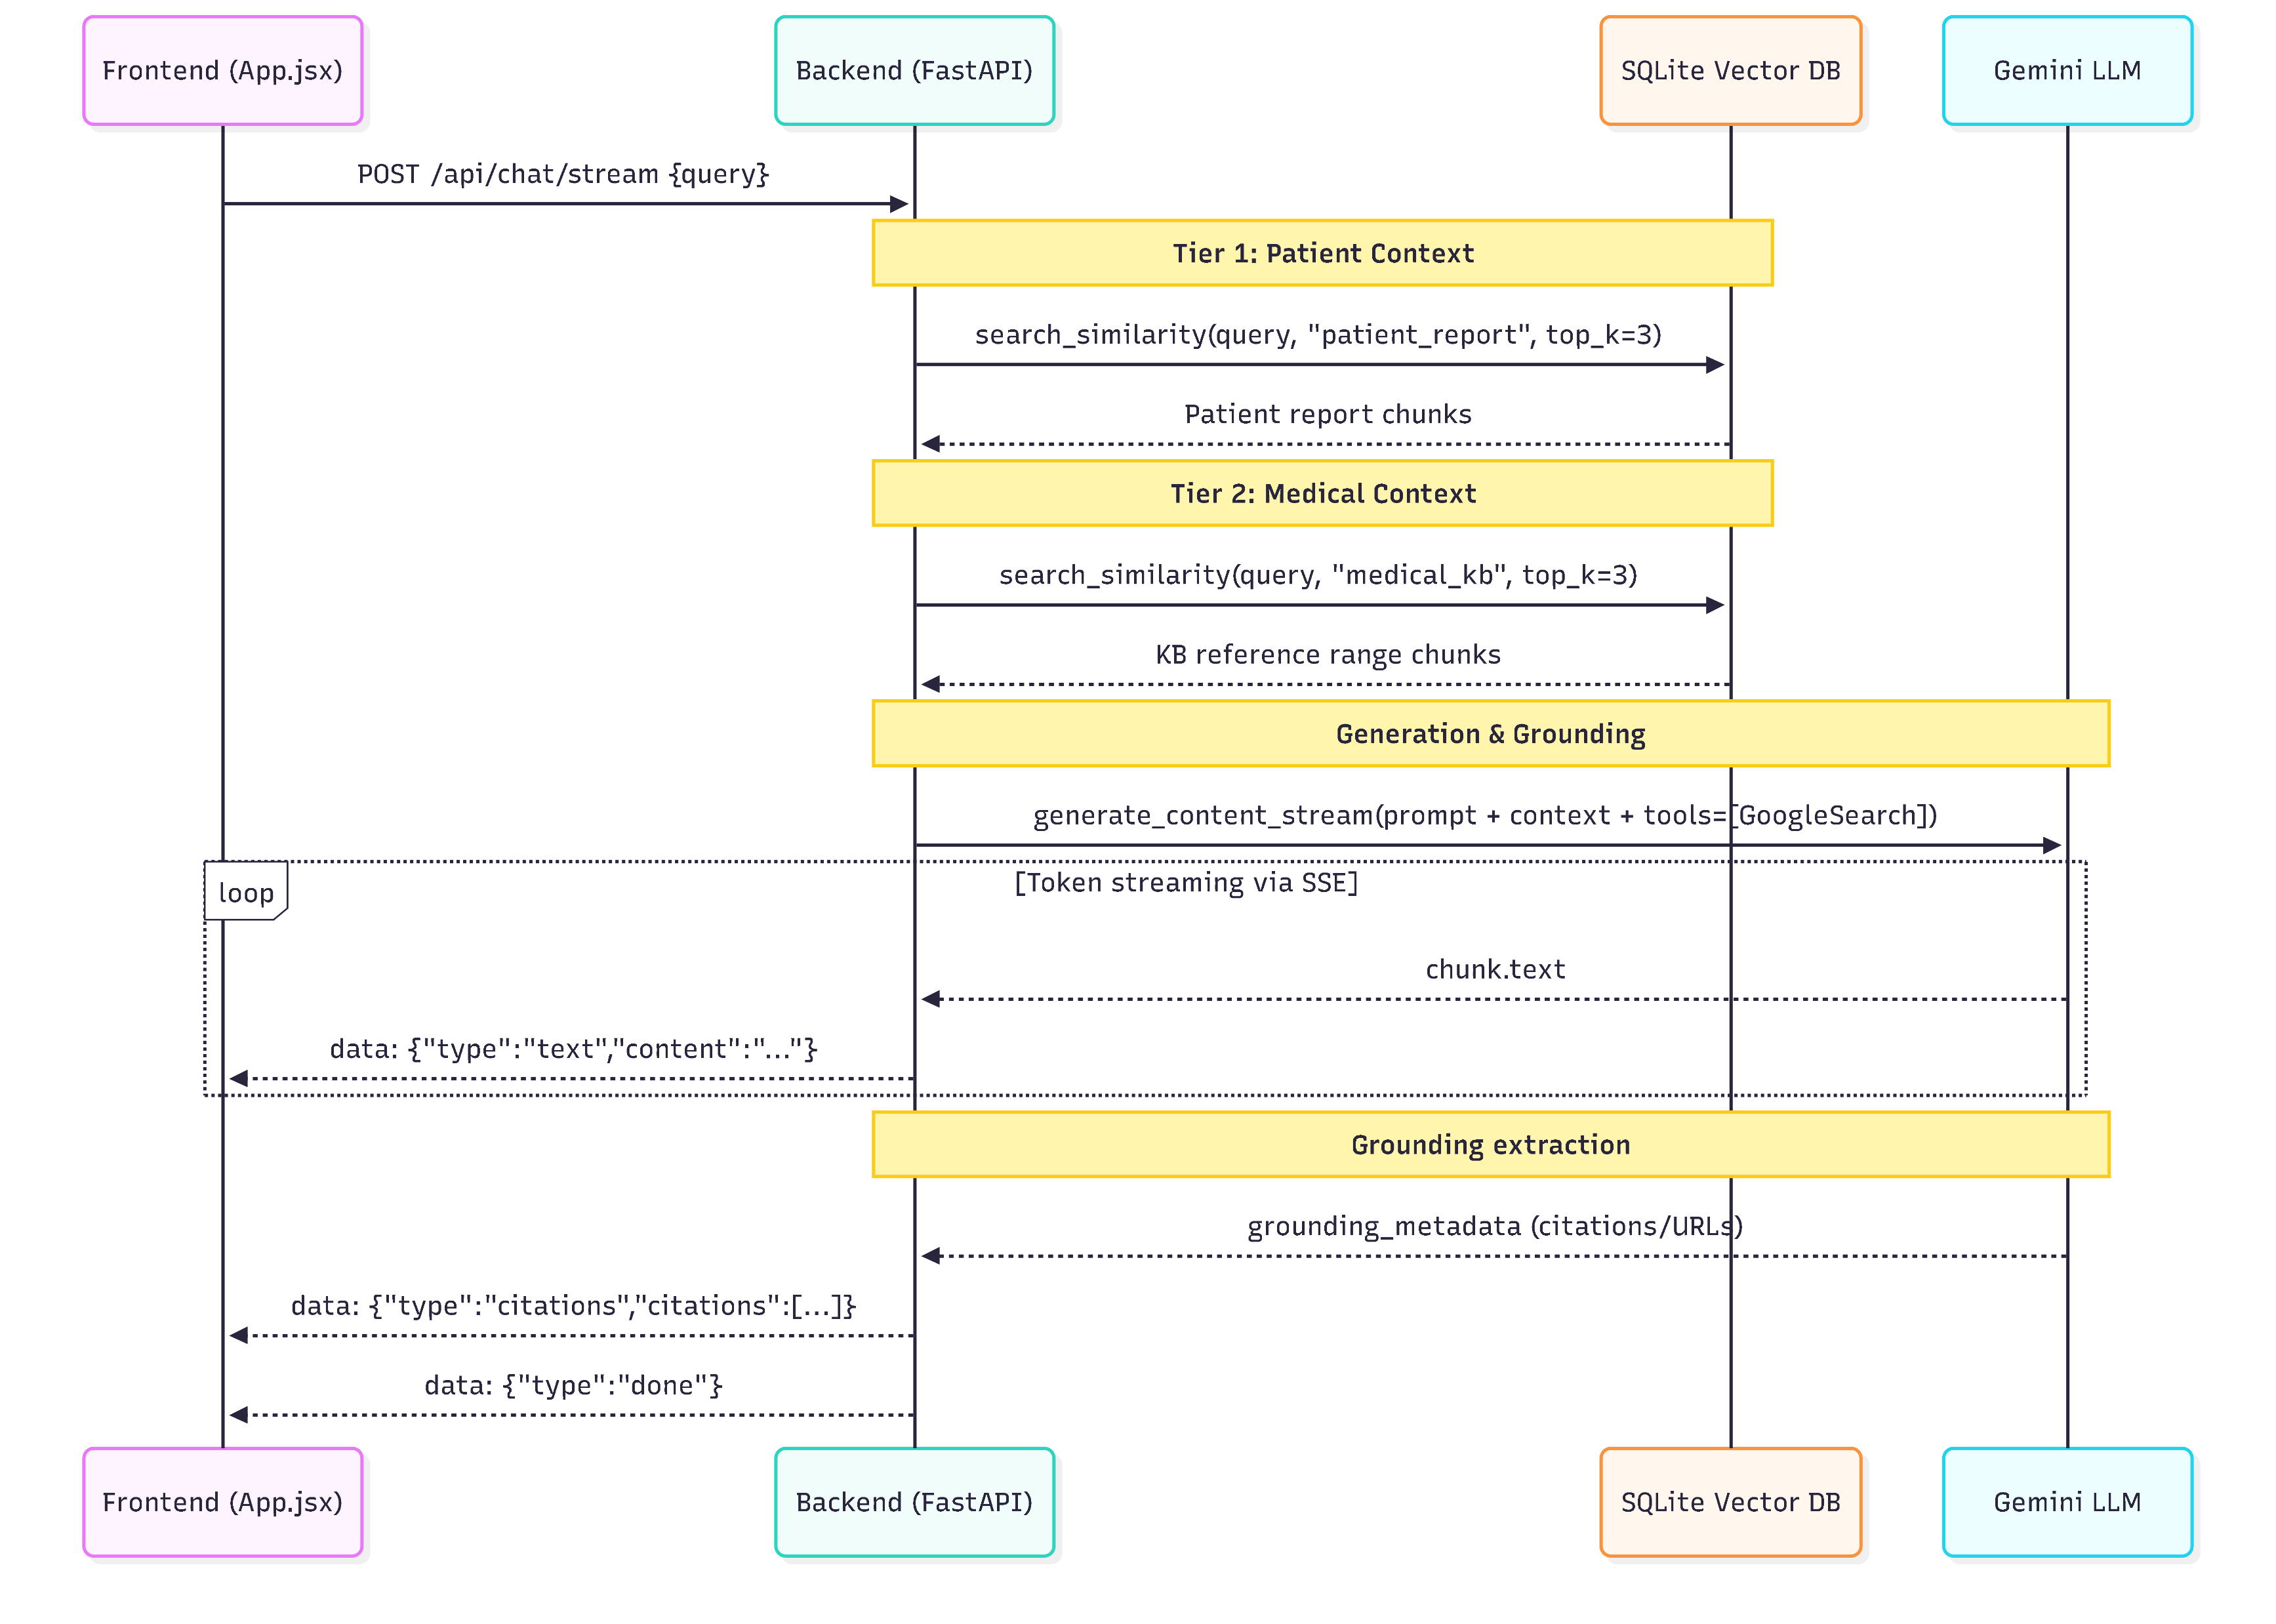 Frontend (App.jsx)
Backend (FastAPI)
SQLite Vector DB
Gemini LLM
POST /api/chat/stream {query}
Tier 1: Patient Context
search_similarity(query, "patient_report", top_k=3)
Patient report chunks
Tier 2: Medical Context
search_similarity(query, "medical_kb", top_k=3)
KB reference range chunks
Generation & Grounding
generate_content_stream(prompt + context + tools=[GoogleSearch])
loop
[Token streaming via SSE]
chunk.text
data: {"type":"text","content":"..."}
Grounding extraction
grounding_metadata (citations/URLs)
data: {"type":"citations","citations":[...]}
data: {"type":"done"}
Frontend (App.jsx)
Backend (FastAPI)
SQLite Vector DB
Gemini LLM